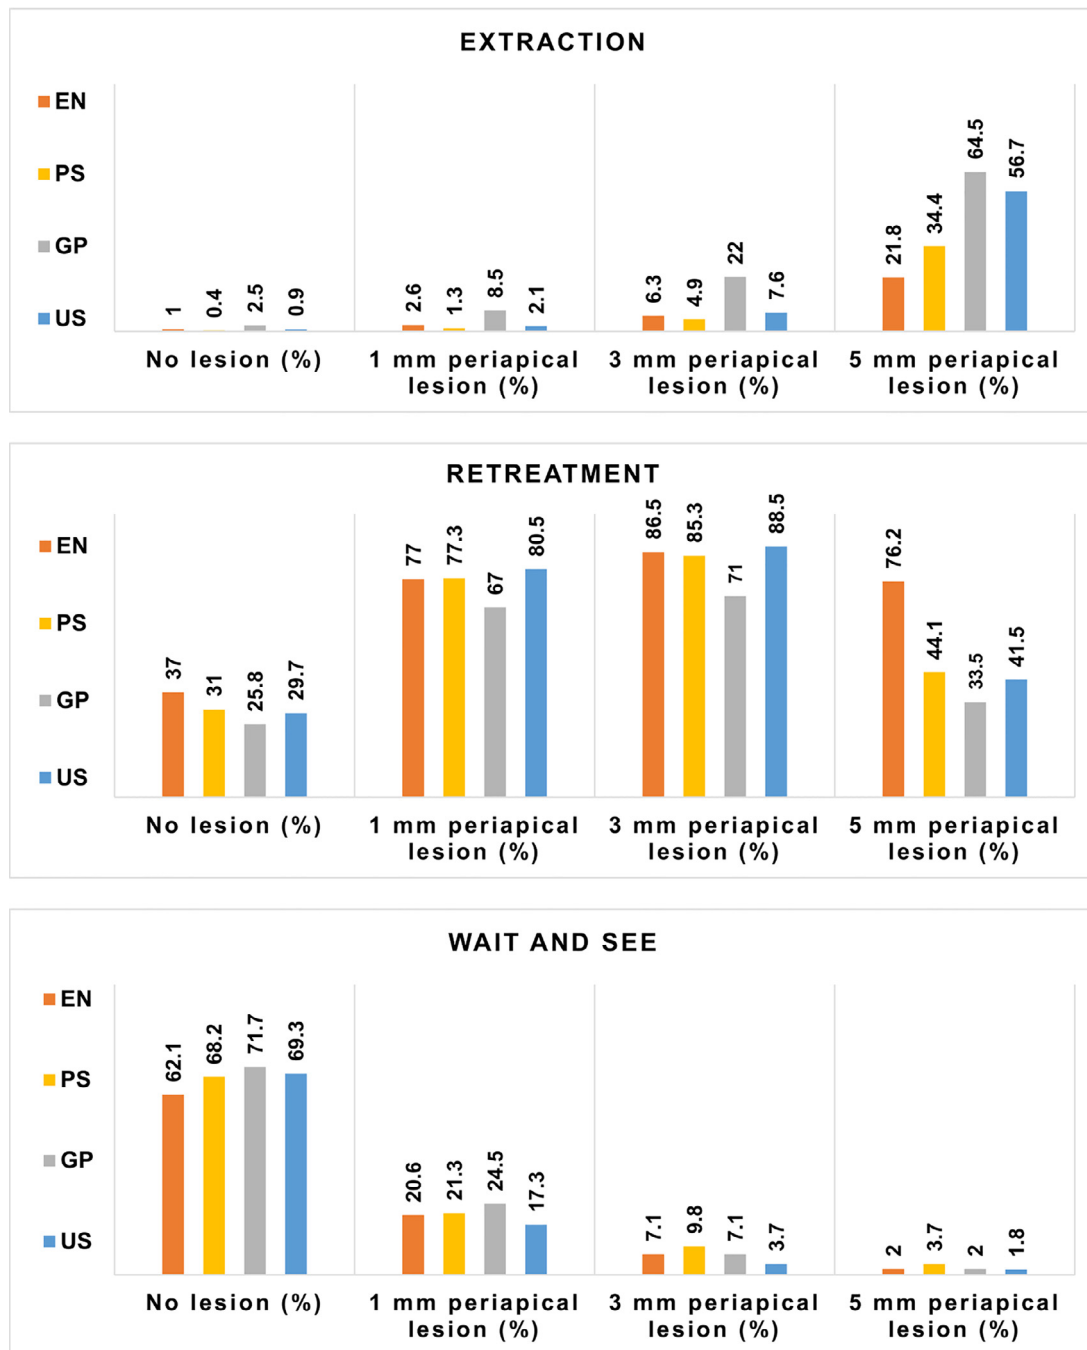 EXTRACTION
EN
PS
GP
US
1
0.4
2.5
0.9
2.6
1.3
8.5
2.1
6.3
4.9
22
7.6
21.8
34.4
64.5
56.7
No lesion (%)
1 mm periapical
lesion (%)
3 mm periapical
lesion (%)
5 mm periapical
lesion (%)
RETREATMENT
EN
PS
GP
US
37
31
25.8
29.7
77
77.3
67
80.5
86.5
85.3
71
88.5
76.2
44.1
33.5
41.5
No lesion (%)
1 mm periapical
lesion (%)
3 mm periapical
lesion (%)
5 mm periapical
lesion (%)
WAIT AND SEE
EN
PS
GP
US
62.1
68.2
71.7
69.3
20.6
21.3
24.5
17.3
7.1
9.8
7.1
3.7
2
3.7
2
1.8
No lesion (%)
1 mm periapical
lesion (%)
3 mm periapical
lesion (%)
5 mm periapical
lesion (%)